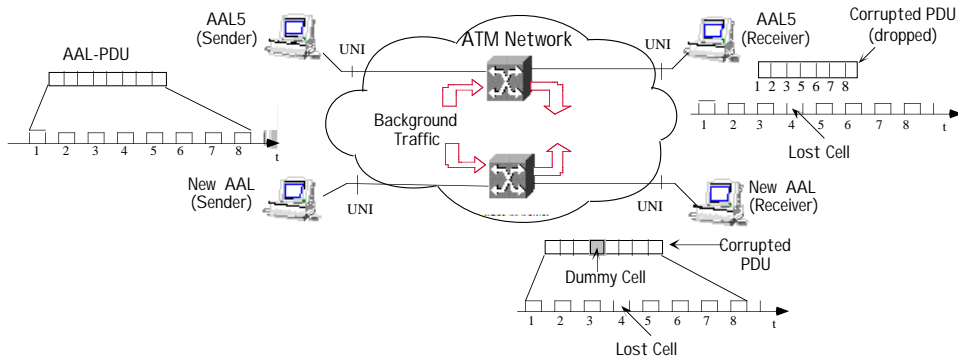 AAL5
(Sender)
UNI
ATM Network
UNI
AAL5
(Receiver)
Corrupted PDU
(dropped)
AAL-PDU
1 2 3 4 5 6 7 8
1 2 3 4 5 6 7 8 t
Lost Cell
1 2 3 4 5 6 7 8 t
Background
Traffic
New AAL
(Sender)
UNI
UNI
New AAL
(Receiver)
Corrupted
PDU
Dummy Cell
1 2 3 4 5 6 7 8 t
Lost Cell